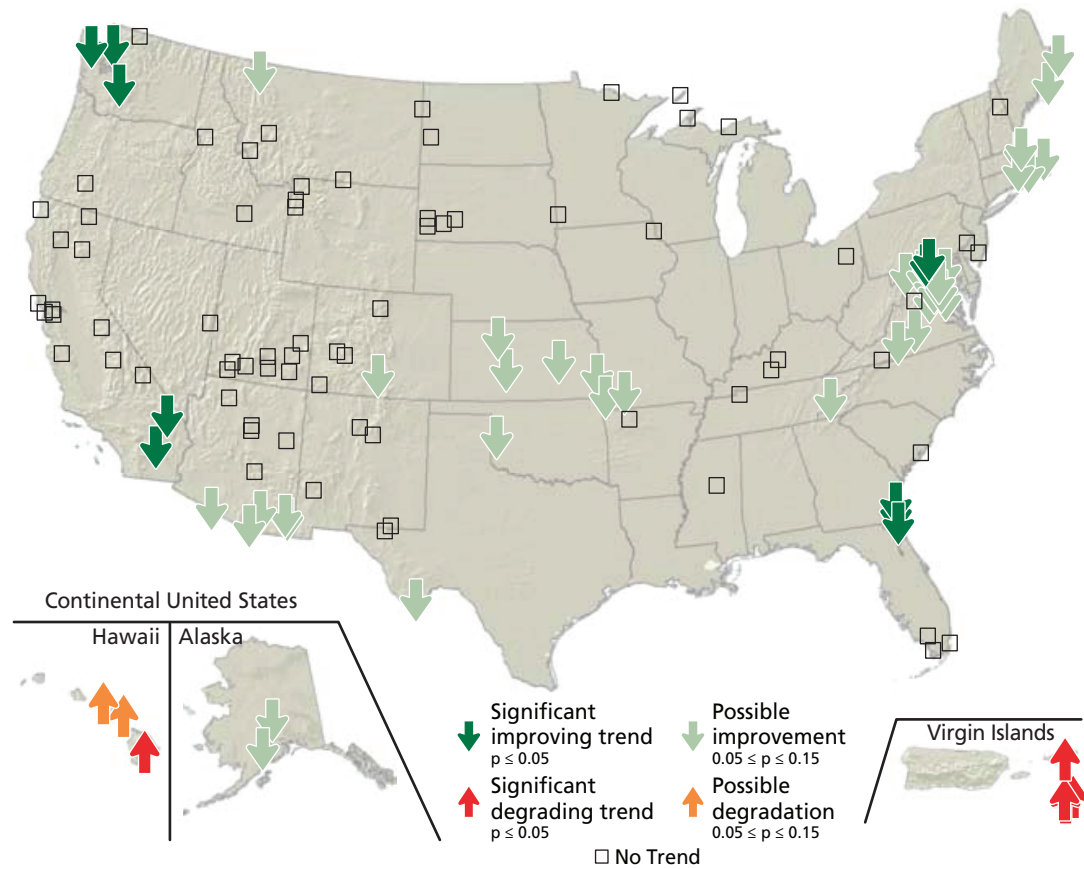 Continental United States
Hawaii
Alaska
Significant
improving trend
p ≤ 0.05
Possible
improvement
0.05 ≤ p ≤ 0.15
Significant
degrading trend
p ≤ 0.05
Possible
degradation
0.05 ≤ p ≤ 0.15
No Trend
Virgin Islands